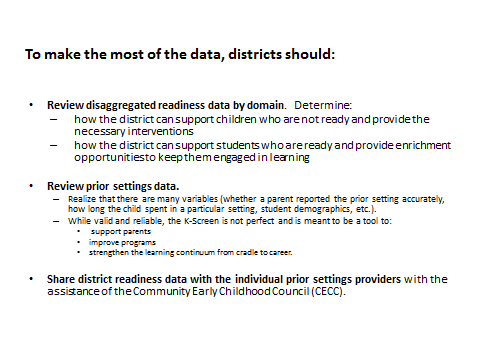 To make the most of the data, districts should:
• Review disaggregated readiness data by domain. Determine:
– how the district can support children who are not ready and provide the
necessary interventions
– how the district can support students who are ready and provide enrichment
opportunities to keep them engaged in learning
• Review prior settings data.
– Realize that there are many variables (whether a parent reported the prior setting accurately,
how long the child spent in a particular setting, student demographics, etc.).
– While valid and reliable, the K-Screen is not perfect and is meant to be a tool to:
• support parents
• improve programs
• strengthen the learning continuum from cradle to career.
• Share district readiness data with the individual prior settings providers with the
assistance of the Community Early Childhood Council (CECC).